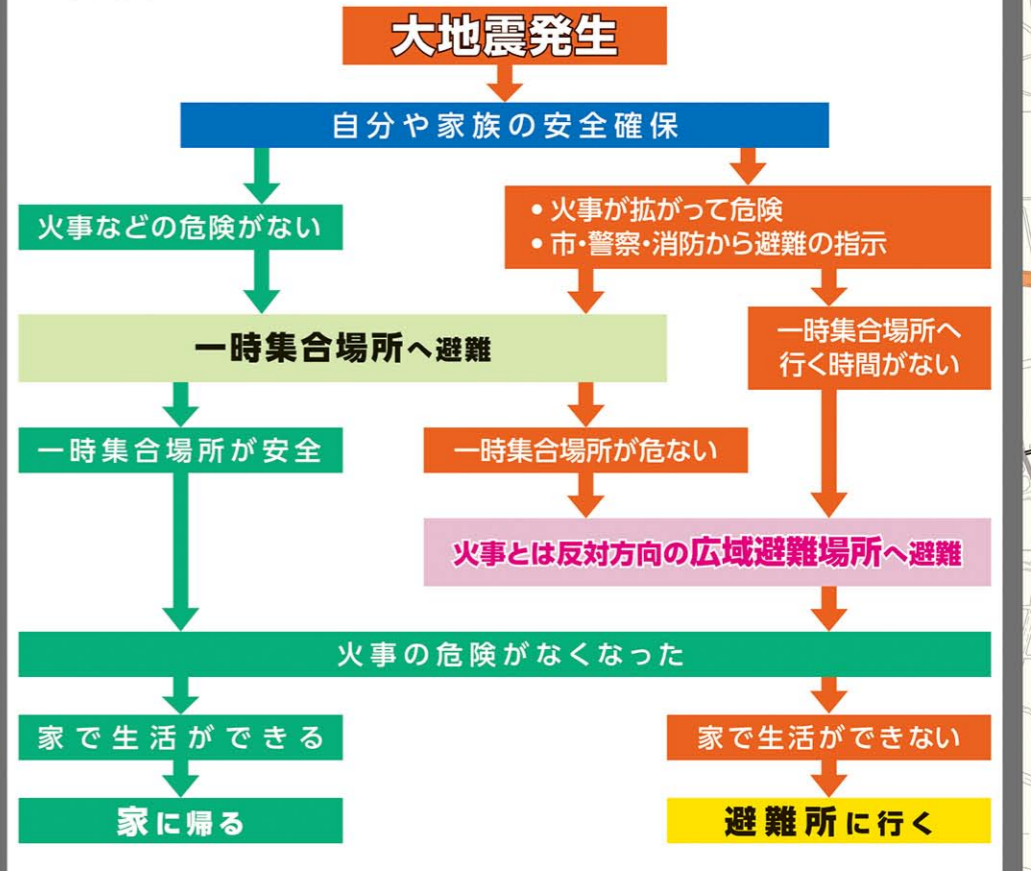 大地震発生
自分や家族の安全確保
火事などの危険がない
• 火事が拡がって危険
• 市・警察・消防から避難の指示
一時集合場所へ避難
一時集合場所へ
行く時間がない
一時集合場所が安全
一時集合場所が危ない
火事とは反対方向の広域避難場所へ避難
火事の危険がなくなった
家で生活ができる
家で生活ができない
家に帰る
避難所に行く